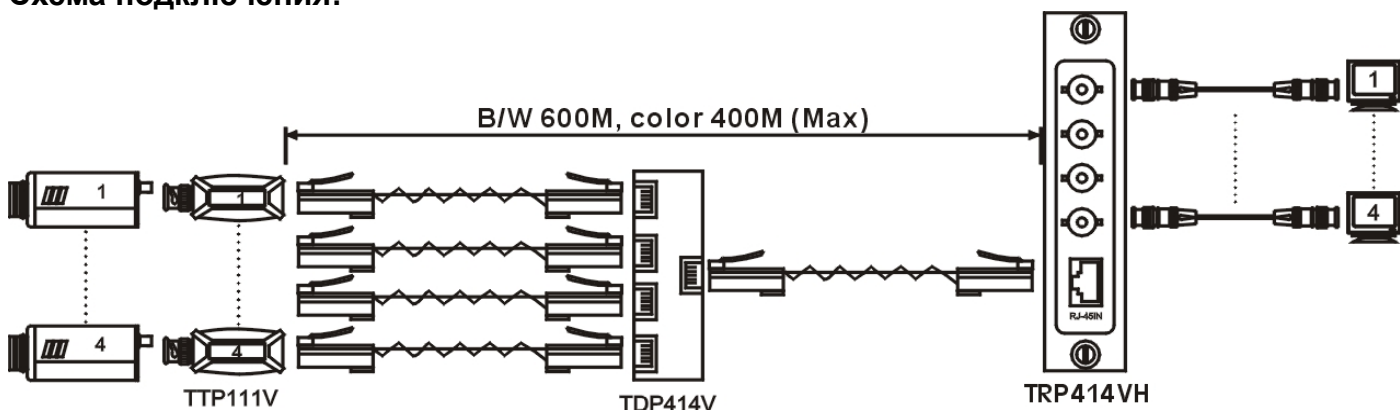 Схема подключения:
B/W 600M, color 400M (Max)
1
1
1
4
4
4
RJ-45IN
TTP111V
TDP414V
TRP414VH